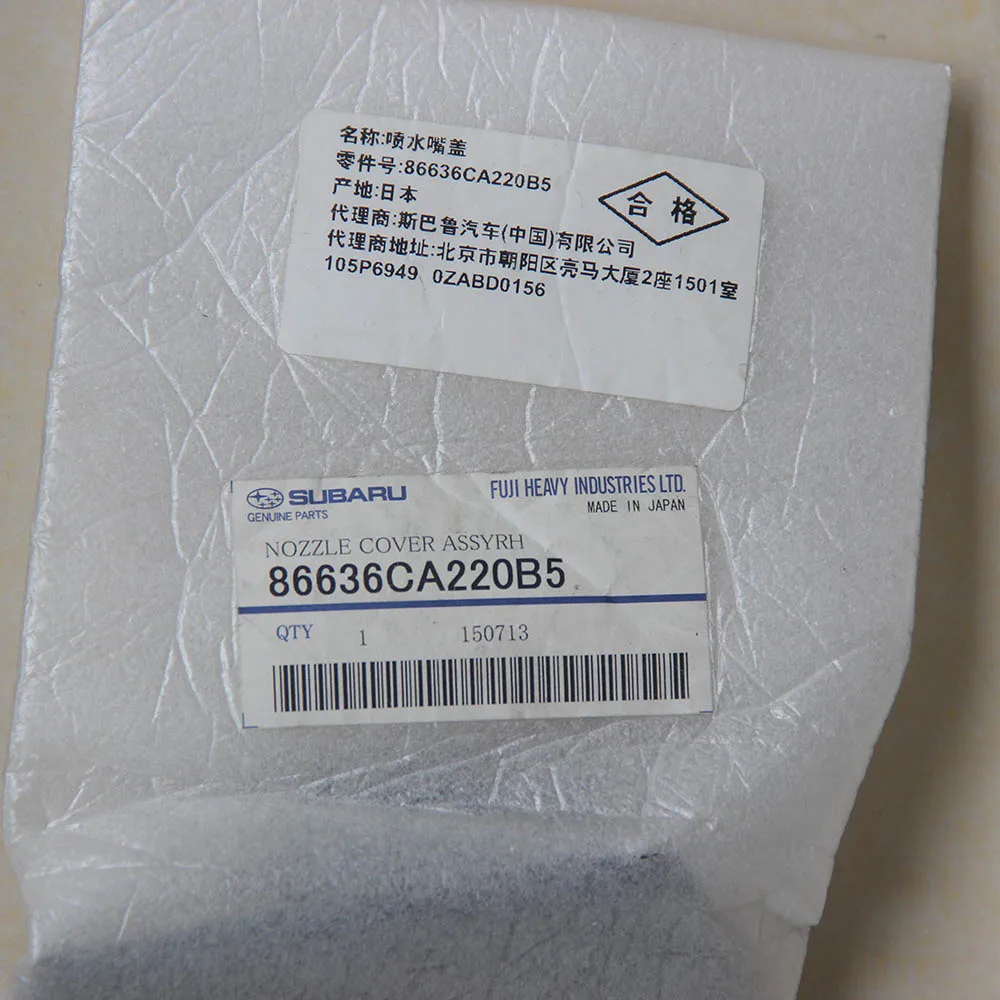 名称:喷水嘴盖
零件号:86636CA220B5
产地:日本
代理商:斯巴鲁汽车(中国)有限公司
代理商地址:北京市朝阳区亮马大厦2座1501室
105P6949 0ZABD0156
合格
SUBARU
GENUINE PARTS
FUJI HEAVY INDUSTRIES LTD.
MADE IN JAPAN
NOZZLE COVER ASSYRH
86636CA220B5
QTY 1 150713